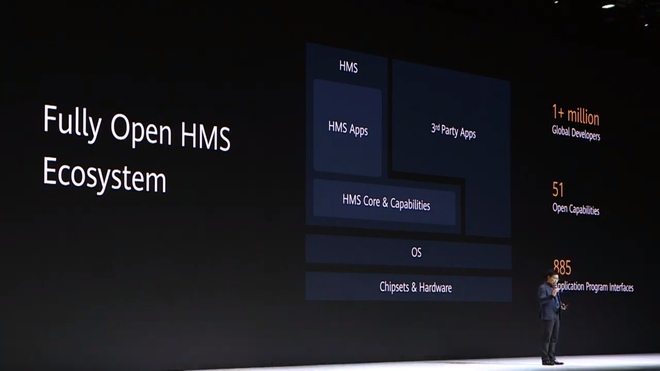 Fully Open HMS
Ecosystem
HMS
HMS Apps
3rd Party Apps
HMS Core & Capabilities
OS
Chipsets & Hardware
1+ million
Global Developers
51
Open Capabilities
885
Application Program Interfaces